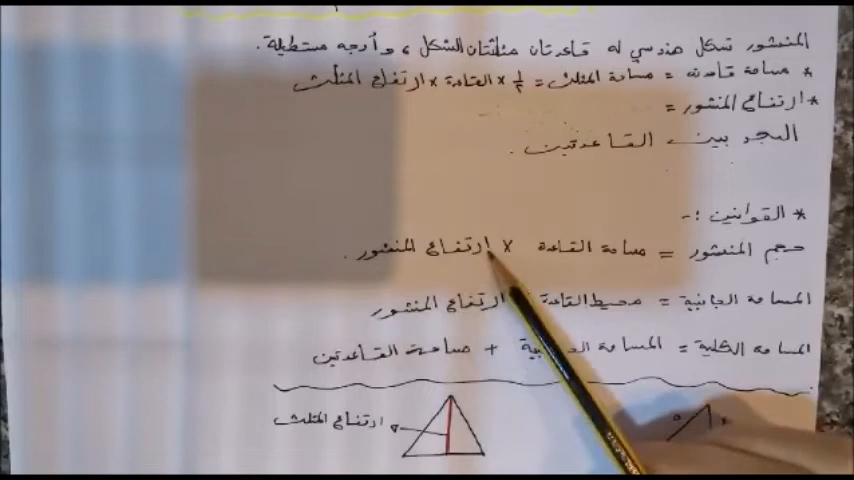 المنشور شكل هندسي له قاعدتان مثلثتان الشكل ، وأوجه مستطيلة .
* مساحة قاعدته = مساحة المثلث = ½ × القاعدة × ارتفاع المثلث
* ارتفاع المنشور =
البعد بين القاعدتين .
* القوانين :-
حجم المنشور = مساحة القاعدة × ارتفاع المنشور .
المساحة الجانبية = محيط القاعدة ارتفاع المنشور
المساحة الكلية = المساحة + مساحة القاعدتين
ارتفاع المثلث